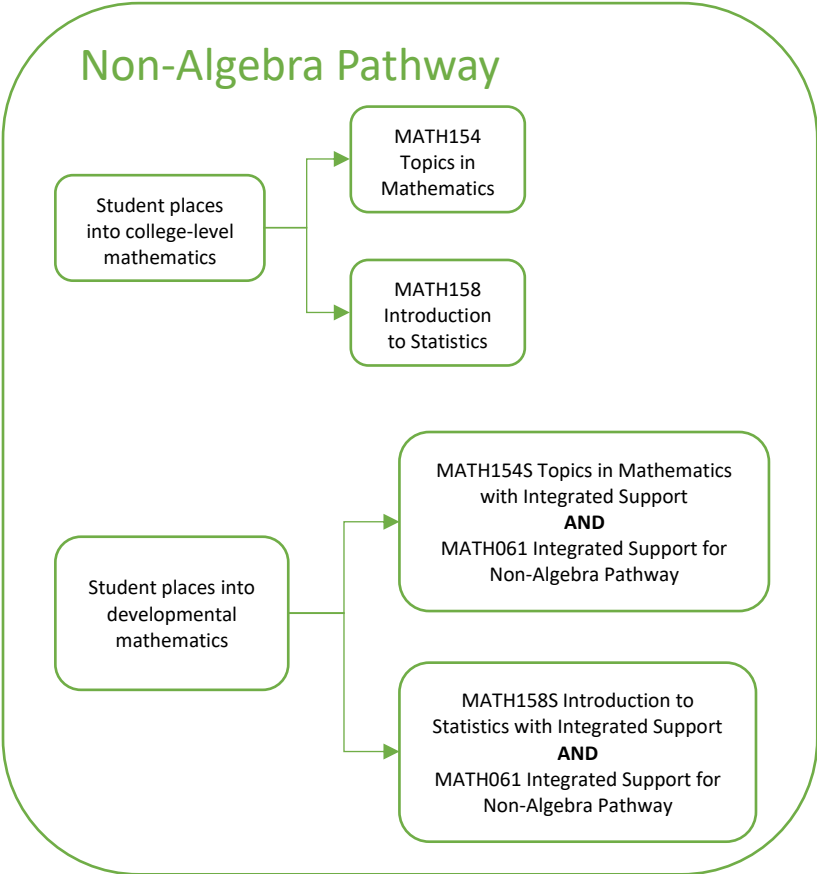 Non-Algebra Pathway
MATH154
Topics in
Mathematics
Student places
into college-level
mathematics
MATH158
Introduction
to Statistics
MATH154S Topics in Mathematics
with Integrated Support
AND
MATH061 Integrated Support for
Non-Algebra Pathway
Student places into
developmental
mathematics
MATH158S Introduction to
Statistics with Integrated Support
AND
MATH061 Integrated Support for
Non-Algebra Pathway